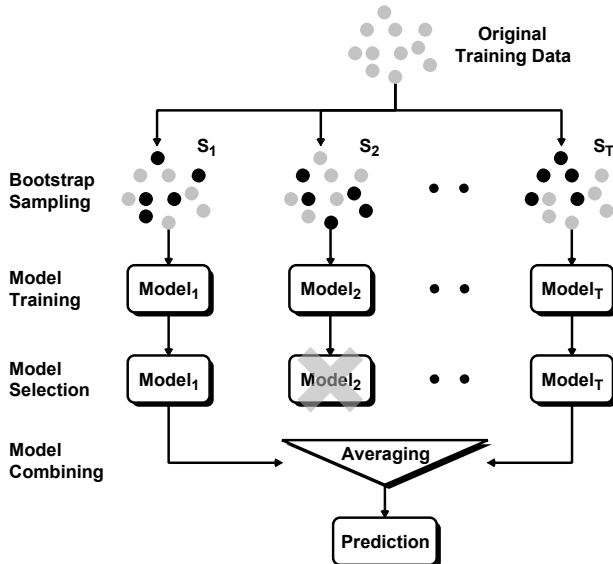 Original
Training Data
S1
S2
ST
Bootstrap
Sampling
Model
Training
Model1
Model2
ModelT
Model
Selection
Model1
Model2
ModelT
Model
Combining
Averaging
Prediction